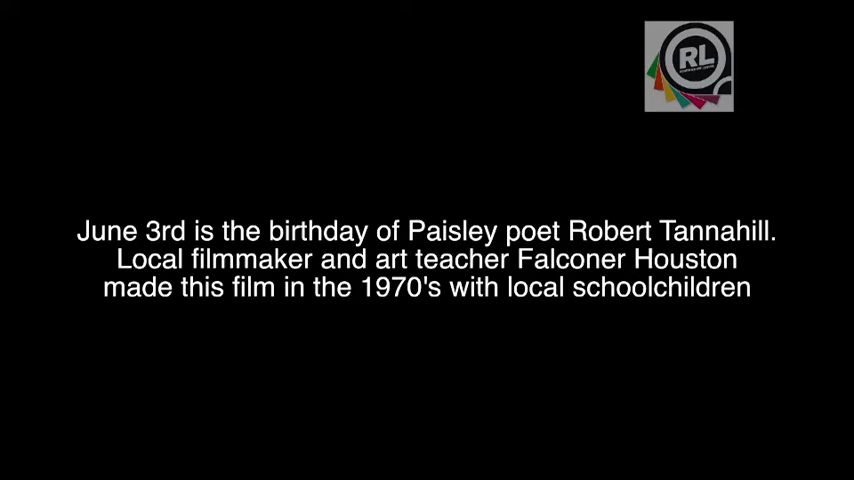 RL
June 3rd is the birthday of Paisley poet Robert Tannahill.
Local filmmaker and art teacher Falconer Houston
made this film in the 1970's with local schoolchildren